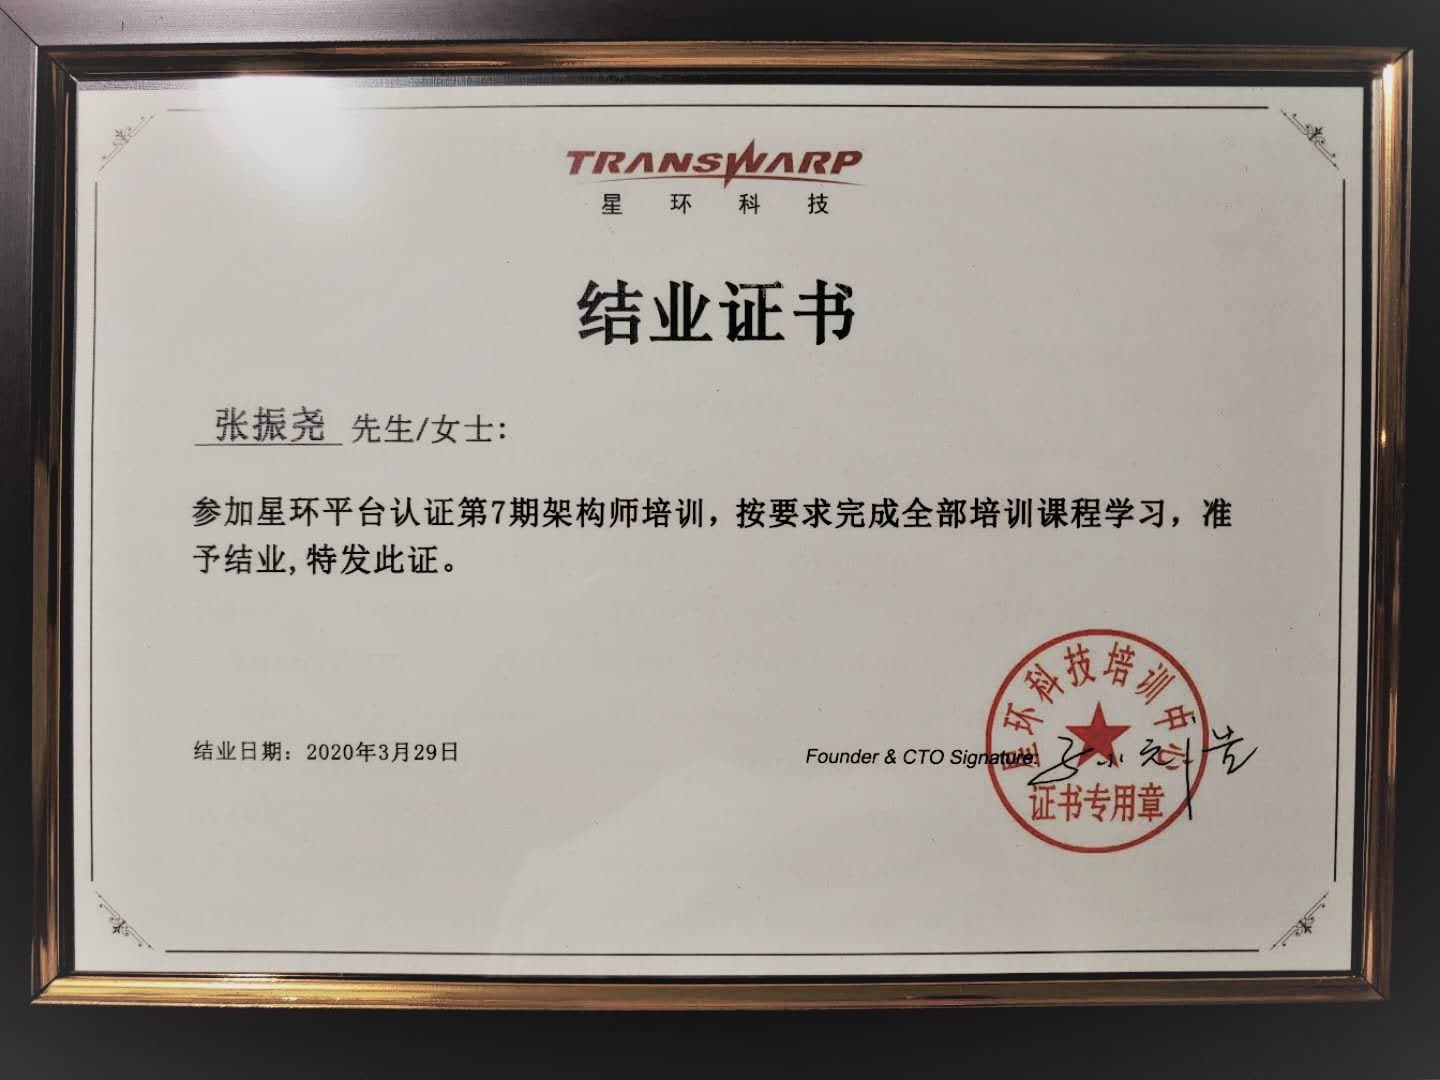 TRANSWARP
星环科技
结业证书
张振尧 先生/女士:
参加星环平台认证第7期架构师培训，按要求完成全部培训课程学习，准
予结业,特发此证。
结业日期：2020年3月29日
Founder & CTO Signature:
星环科技培训中心
证书专用章